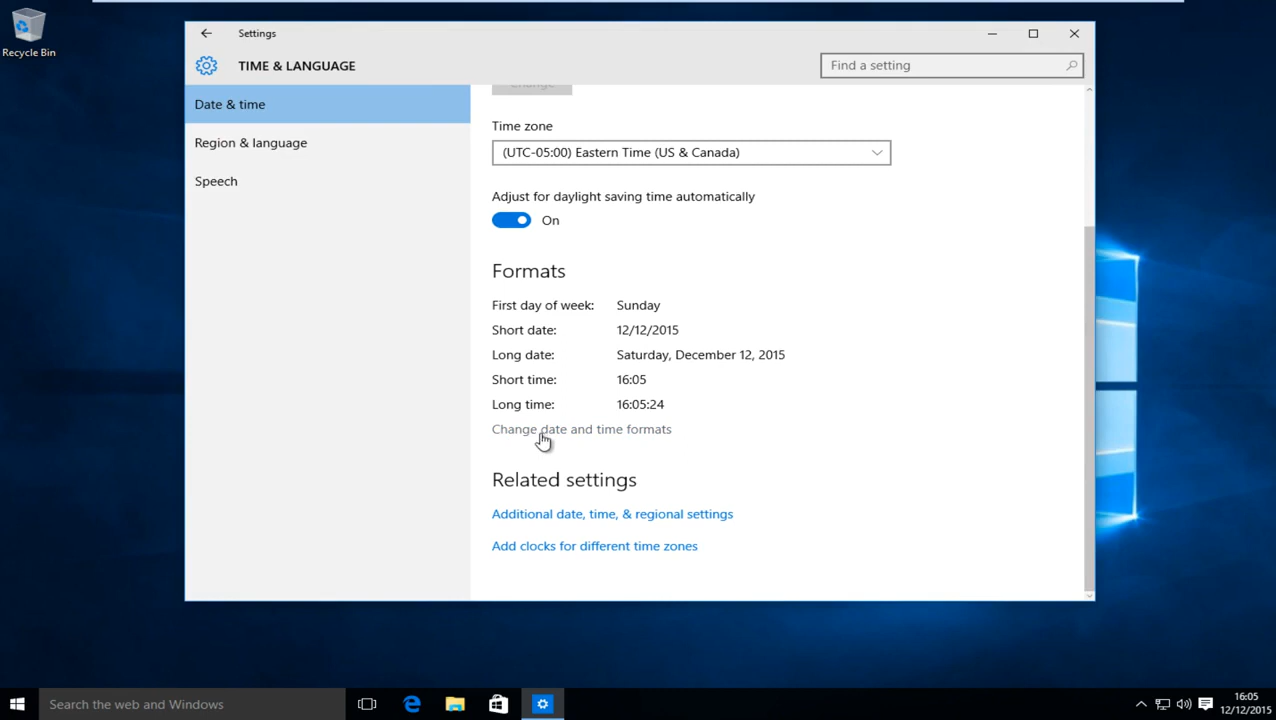 Recycle Bin
Settings
TIME & LANGUAGE
Find a setting
Date & time
Region & language
Speech
Change
Time zone
(UTC-05:00) Eastern Time (US & Canada)
Adjust for daylight saving time automatically
On
Formats
First day of week: Sunday
Short date: 12/12/2015
Long date: Saturday, December 12, 2015
Short time: 16:05
Long time: 16:05:24
Change date and time formats
Related settings
Additional date, time, & regional settings
Add clocks for different time zones
Search the web and Windows
16:05
12/12/2015